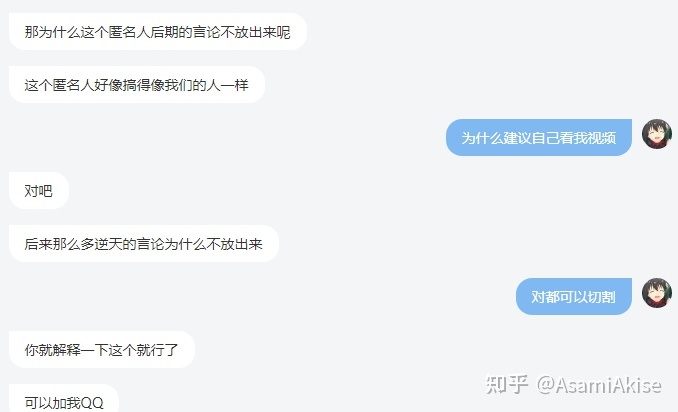 那为什么这个匿名人后期的言论不放出来呢
这个匿名人好像搞得像我们的人一样
为什么建议自己看我视频
对吧
后来那么多逆天的言论为什么不放出来
对都可以切割
你就解释一下这个就行了
可以加我QQ
知乎 @AsamiAkise